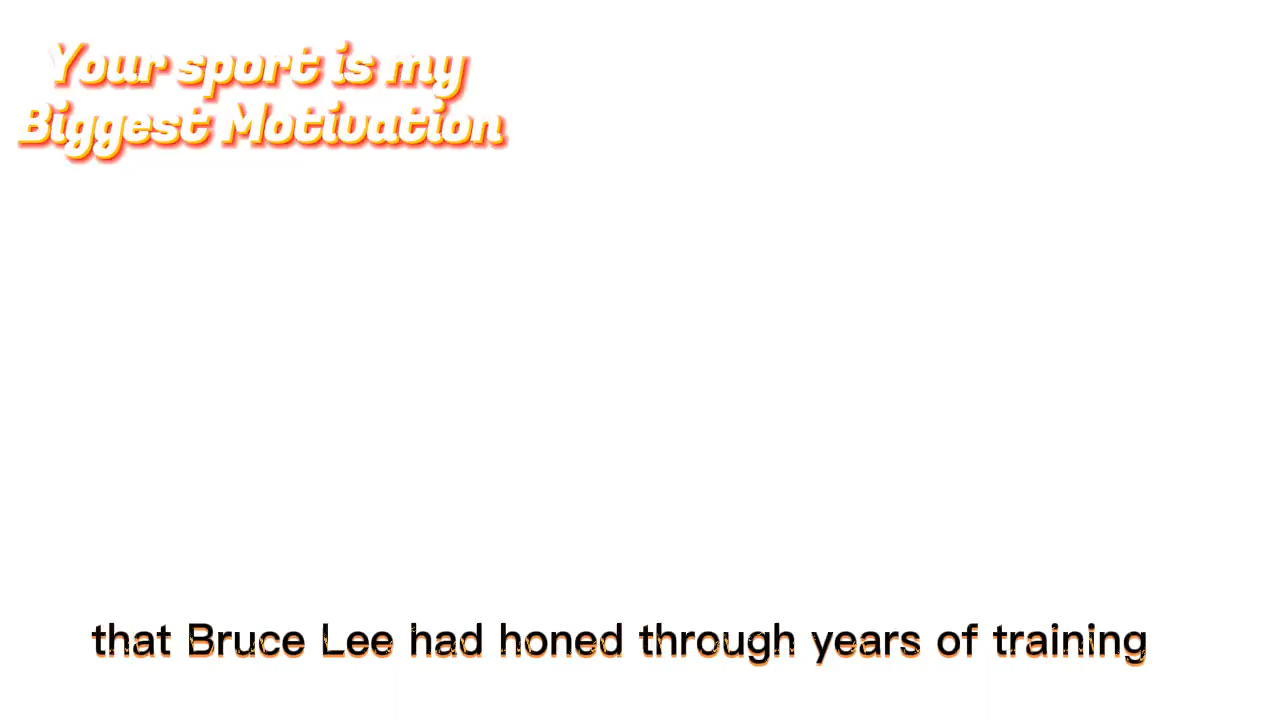 Your sport is my
Biggest Motivation
that Bruce Lee had honed through years of training